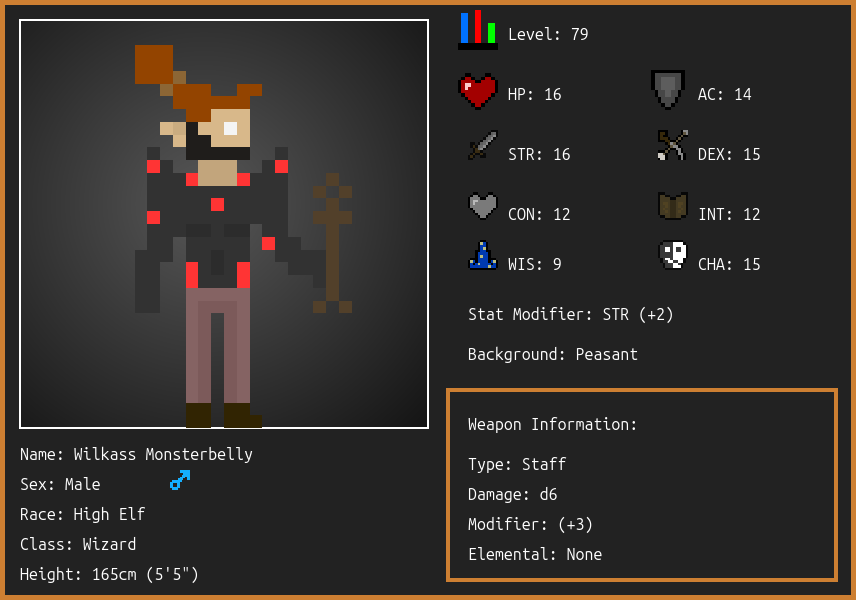 Level: 79
HP: 16
AC: 14
STR: 16
DEX: 15
CON: 12
INT: 12
WIS: 9
CHA: 15
Stat Modifier: STR (+2)
Background: Peasant
Weapon Information:
Type: Staff
Damage: d6
Modifier: (+3)
Elemental: None
Name: Wilkass Monsterbelly
Sex: Male
Race: High Elf
Class: Wizard
Height: 165cm (5'5")